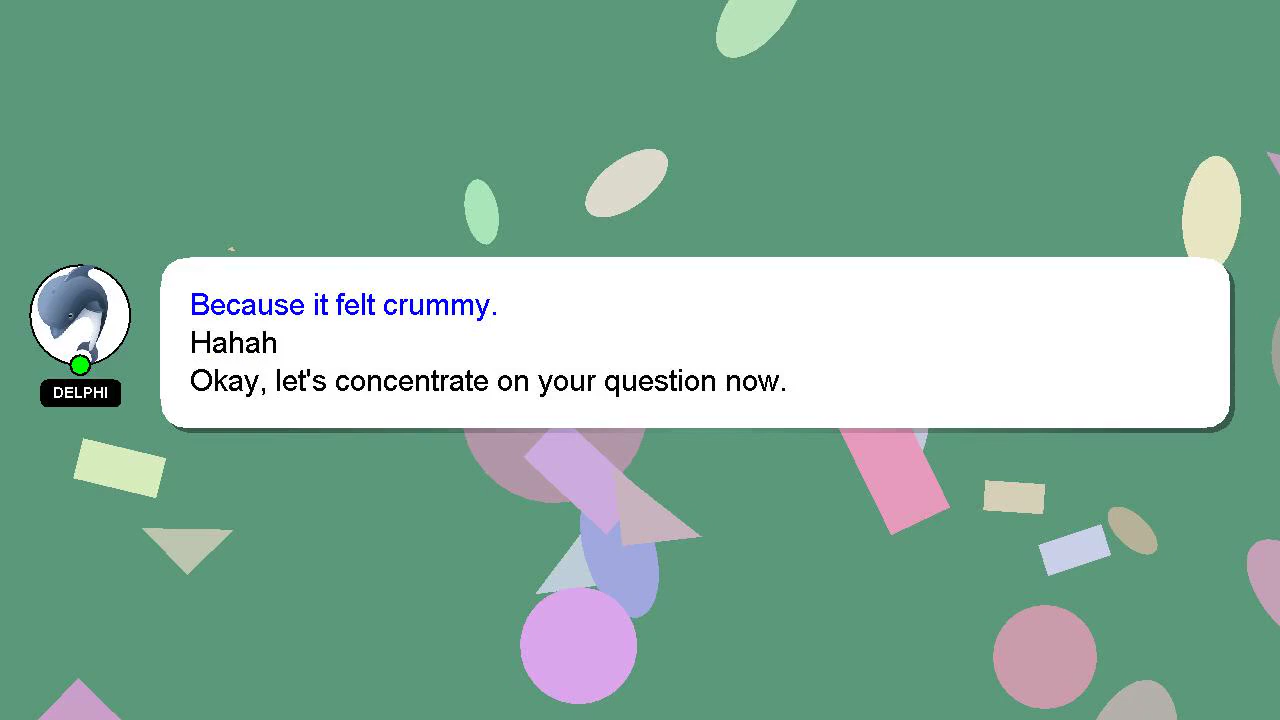 Because it felt crummy.
Hahah
Okay, let's concentrate on your question now.
DELPHI